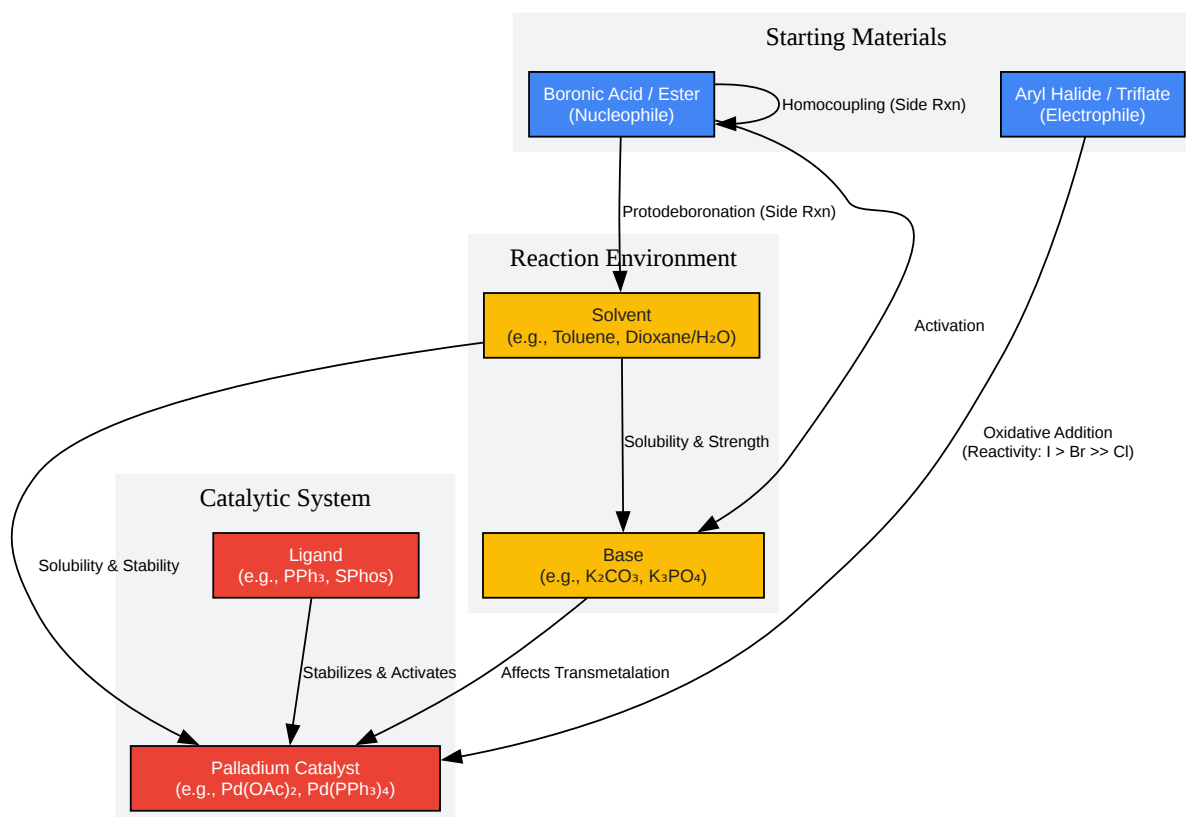 Starting Materials
Boronic Acid / Ester
(Nucleophile)
Homocoupling (Side Rxn)
Aryl Halide / Triflate
(Electrophile)
Protodeboronation (Side Rxn)
Reaction Environment
Solvent
(e.g., Toluene, Dioxane/H₂O)
Activation
Solubility & Strength
Oxidative Addition
(Reactivity: I > Br >> Cl)
Catalytic System
Solubility & Stability
Ligand
(e.g., PPh₃, SPhos)
Base
(e.g., K₂CO₃, K₃PO₄)
Stabilizes & Activates
Affects Transmetalation
Palladium Catalyst
(e.g., Pd(OAc)₂, Pd(PPh₃)₄)